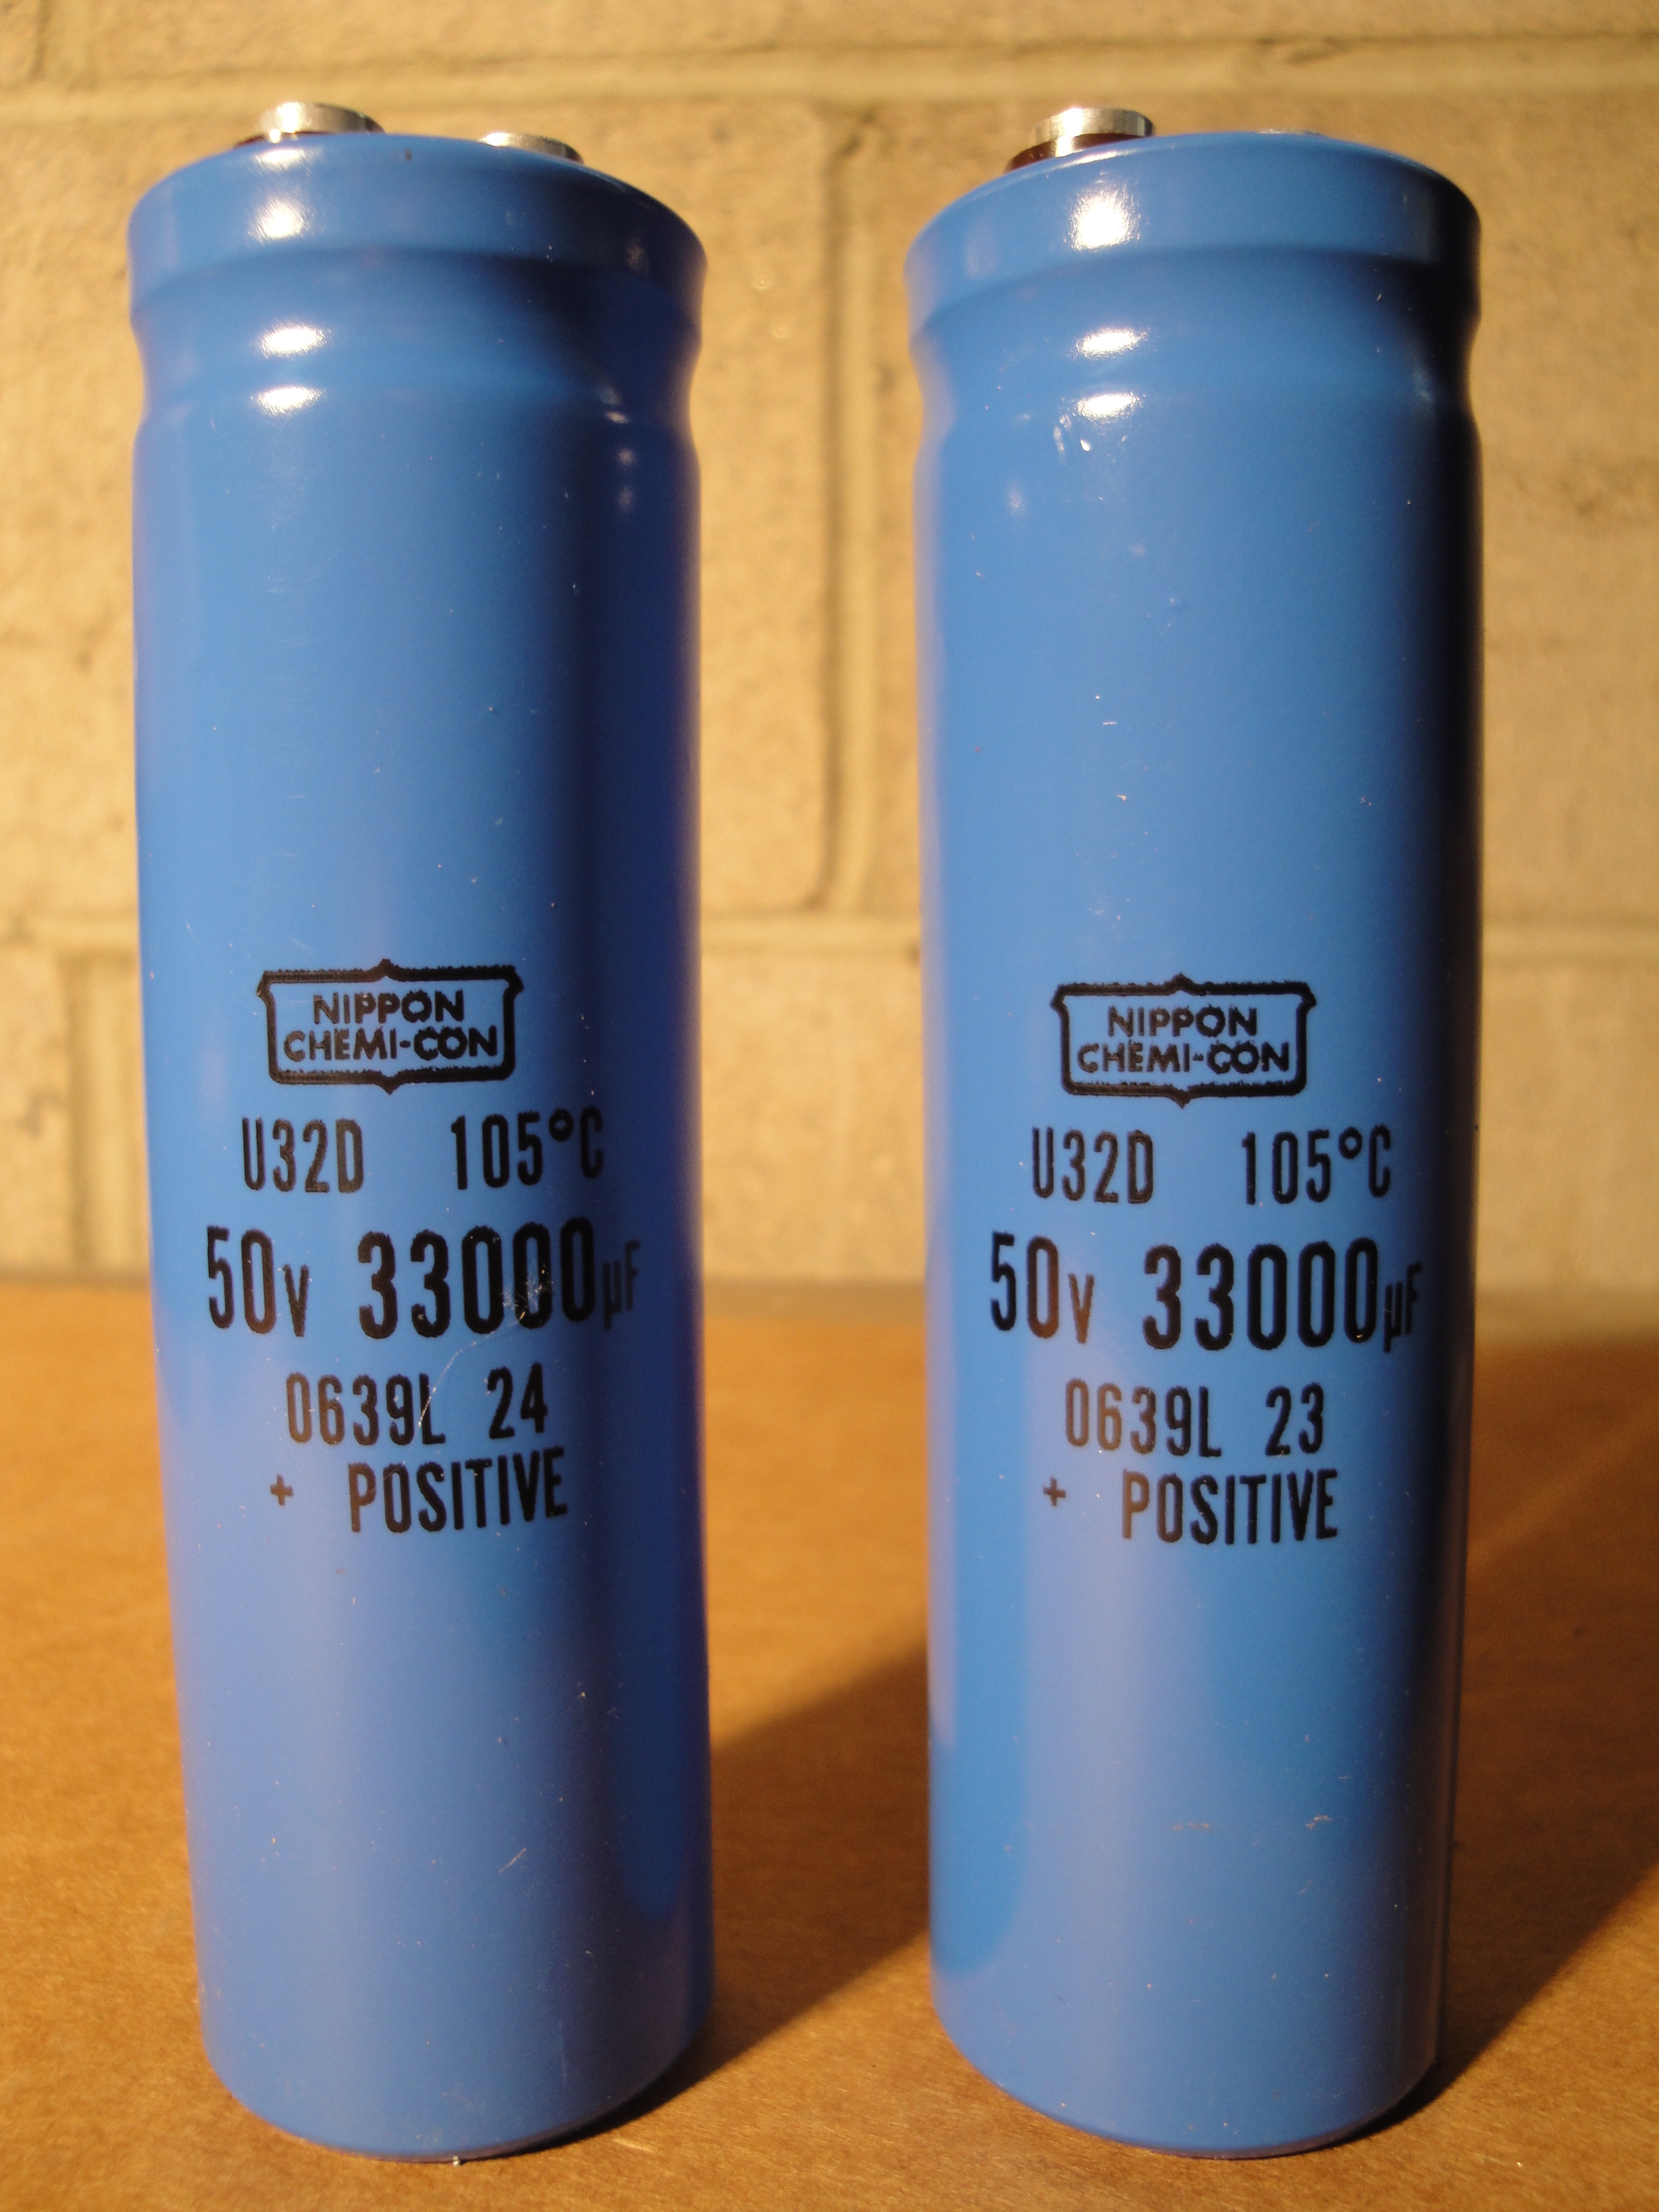 NIPPON
CHEMI-CON
U32D 105°C
50v 33000µF
0639L 24
+ POSITIVE
NIPPON
CHEMI-CON
U32D 105°C
50v 33000µF
0639L 23
+ POSITIVE